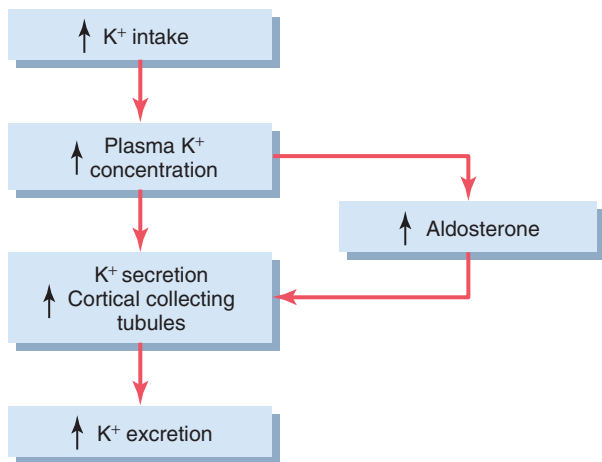 ↑ K⁺ intake
↑ Plasma K⁺
concentration
↑ Aldosterone
K⁺ secretion
↑ Cortical collecting
tubules
↑ K⁺ excretion